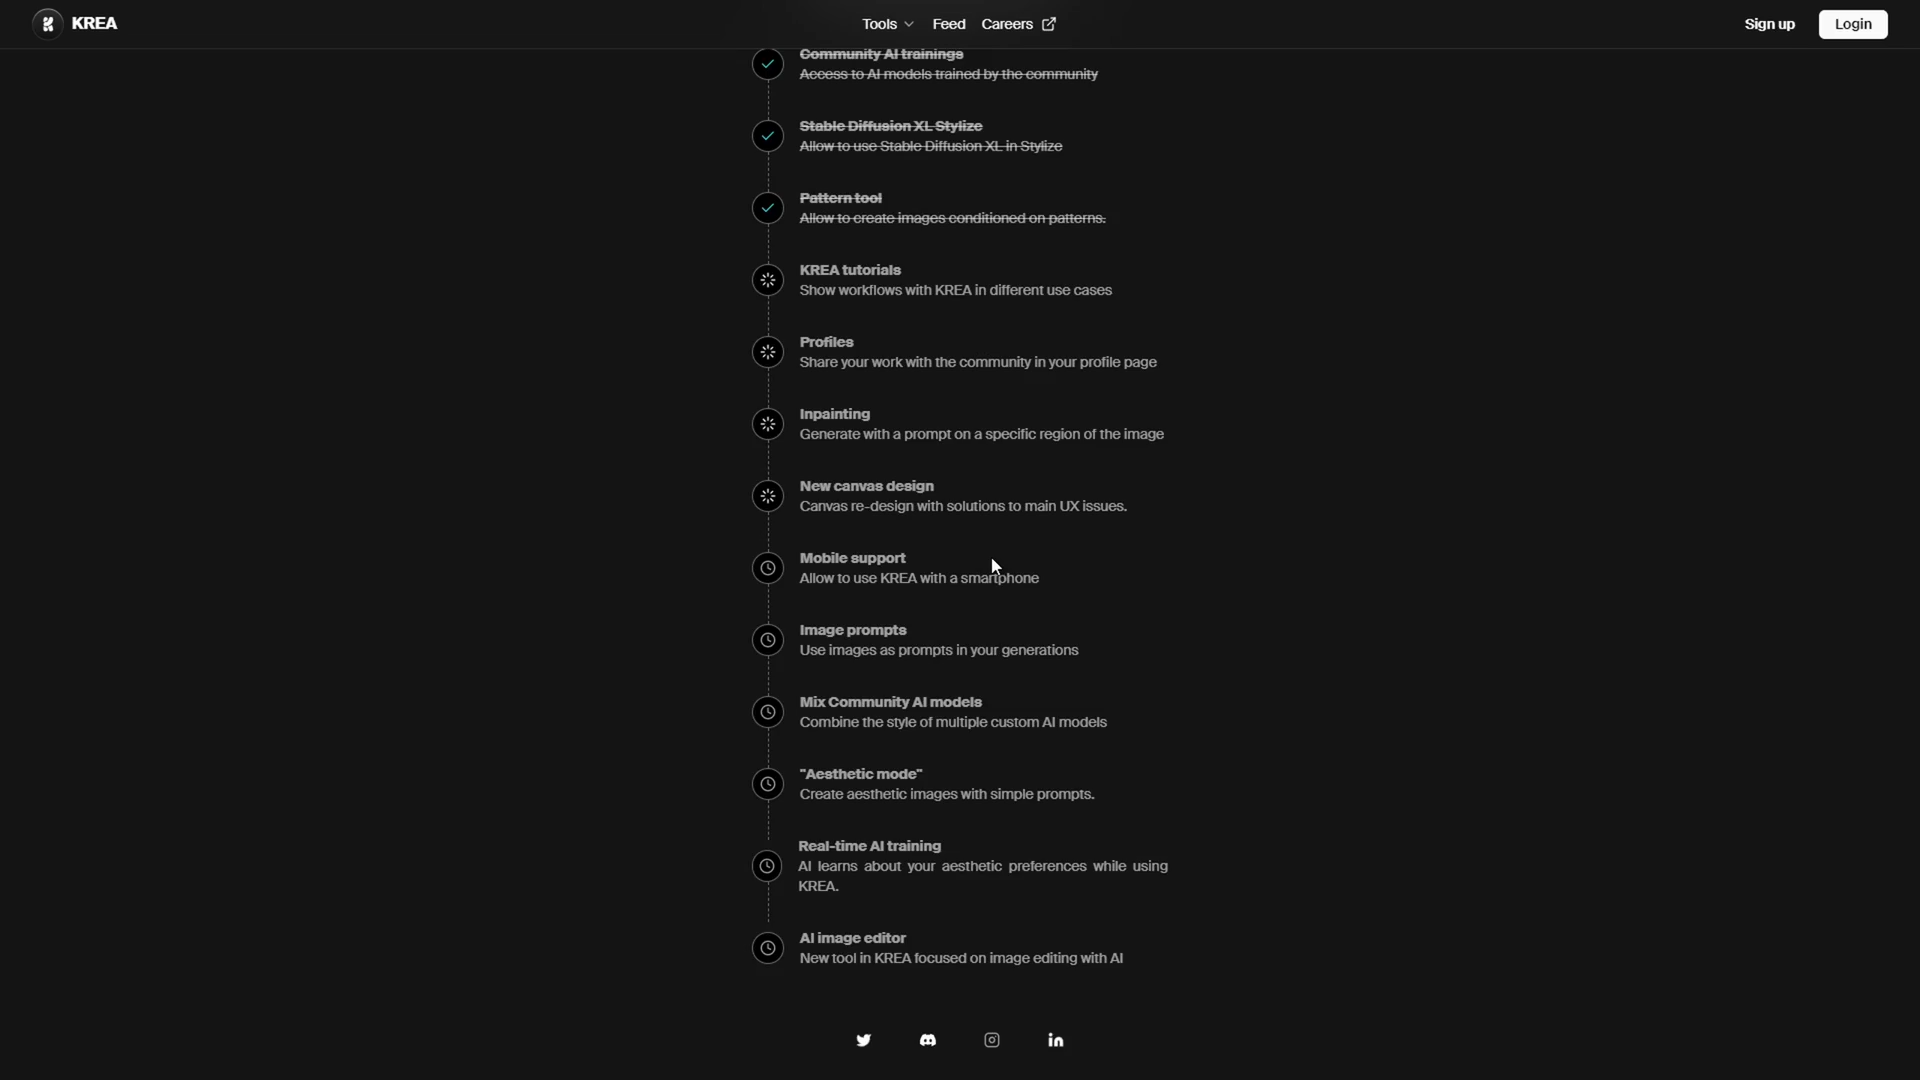 KREA
Tools
Feed
Careers
Sign up
Login
Community AI trainings
Access to AI models trained by the community
Stable Diffusion XL Stylize
Allow to use Stable Diffusion XL in Stylize
Pattern tool
Allow to create images conditioned on patterns.
KREA tutorials
Show workflows with KREA in different use cases
Profiles
Share your work with the community in your profile page
Inpainting
Generate with a prompt on a specific region of the image
New canvas design
Canvas re-design with solutions to main UX issues.
Mobile support
Allow to use KREA with a smartphone
Image prompts
Use images as prompts in your generations
Mix Community AI models
Combine the style of multiple custom AI models
"Aesthetic mode"
Create aesthetic images with simple prompts.
Real-time AI training
AI learns about your aesthetic preferences while using
KREA.
AI image editor
New tool in KREA focused on image editing with AI